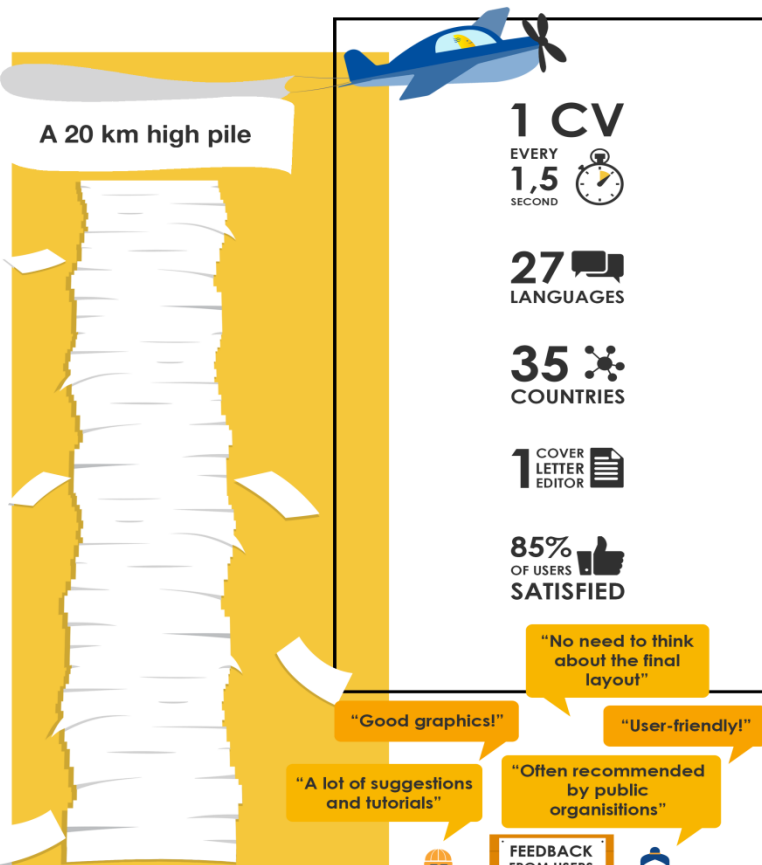 A 20 km high pile
1 CV
EVERY
1,5
SECOND
27
LANGUAGES
35
COUNTRIES
1 COVER
LETTER
EDITOR
85%
OF USERS
SATISFIED
“No need to think
about the final
layout”
“Good graphics!”
“User-friendly!”
“A lot of suggestions
and tutorials”
“Often recommended
by public
organisitions”
FEEDBACK
FROM USERS